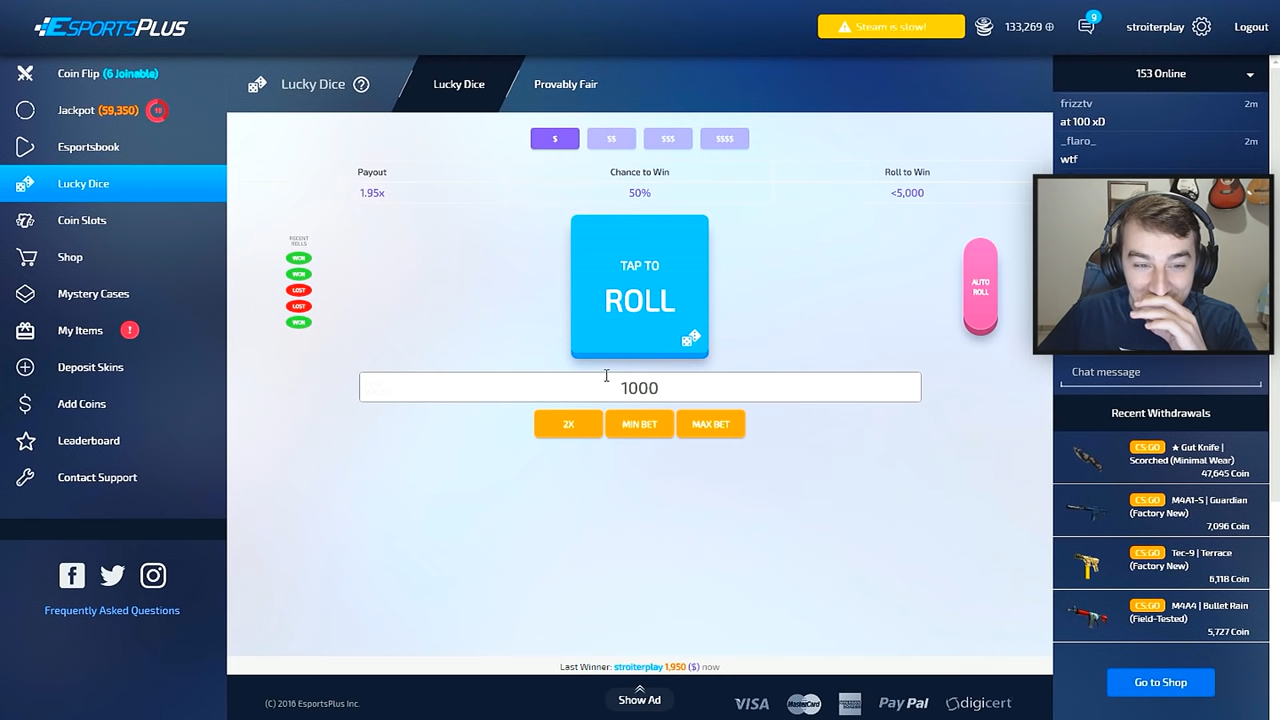 ESPORTSPLUS
Steam is slow!
133,269
9
stroiterplay
Logout
Coin Flip (6 Joinable)
Jackpot (59,350)
Esportsbook
Lucky Dice
Coin Slots
Shop
Mystery Cases
My Items
!
Deposit Skins
Add Coins
Leaderboard
Contact Support
Frequently Asked Questions
Lucky Dice ?
Lucky Dice
Provably Fair
$
$$
$$$
$$$$
Payout
1.95x
Chance to Win
50%
Roll to Win
<5,000
RECENT
ROLLS
WON
WON
LOST
LOST
WON
TAP TO
ROLL
AUTO
ROLL
1000
2X
MIN BET
MAX BET
Last Winner: stroiterplay 1,950 ($) now
(C) 2016 EsportsPlus Inc.
Show Ad
VISA
MasterCard
PayPal
digicert
153 Online
frizztv
2m
at 100 xD
_flaro_
2m
wtf
Chat message
Recent Withdrawals
CS:GO ★ Gut Knife |
Scorched (Minimal Wear)
47,645 Coin
CS:GO M4A1-S | Guardian
(Factory New)
7,096 Coin
CS:GO Tec-9 | Terrace
(Factory New)
6,118 Coin
CS:GO M4A4 | Bullet Rain
(Field-Tested)
5,727 Coin
Go to Shop